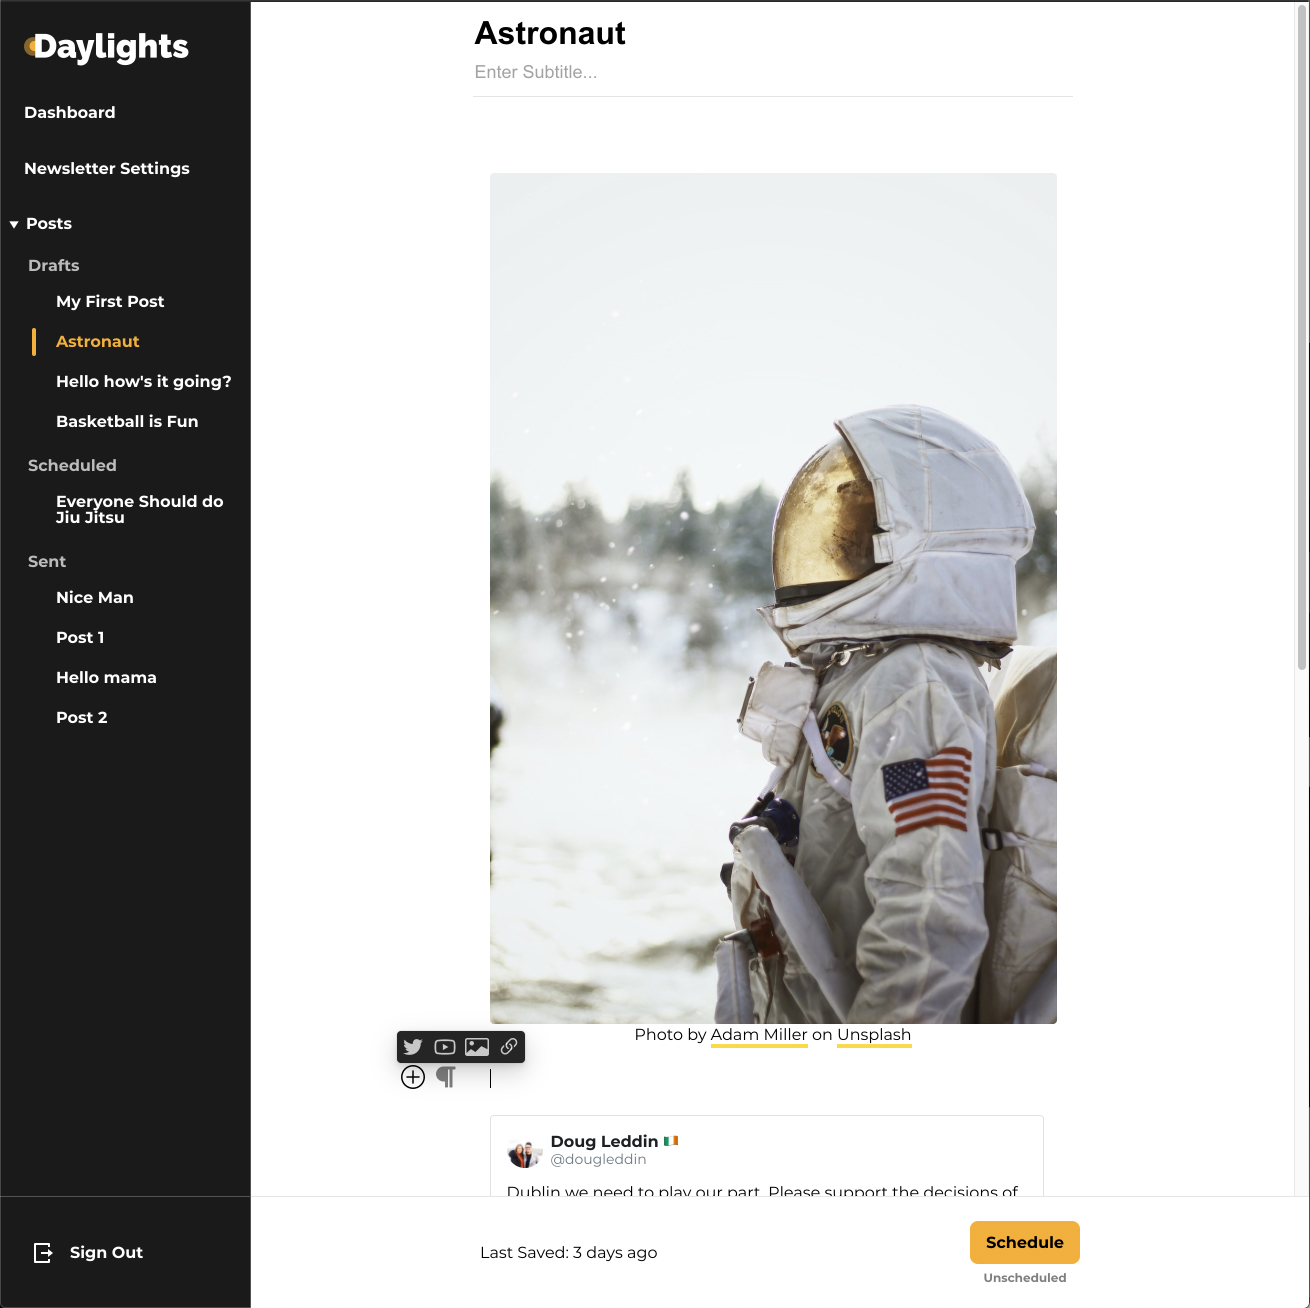 Daylights
Dashboard
Newsletter Settings
Posts
Drafts
My First Post
Astronaut
Hello how's it going?
Basketball is Fun
Scheduled
Everyone Should do
Jiu Jitsu
Sent
Nice Man
Post 1
Hello mama
Post 2
Sign Out
Astronaut
Enter Subtitle...
Photo by Adam Miller on Unsplash
Doug Leddin 🇮🇪
@dougleddin
Dublin we need to play our part. Please support the decisions of
Last Saved: 3 days ago
Schedule
Unscheduled